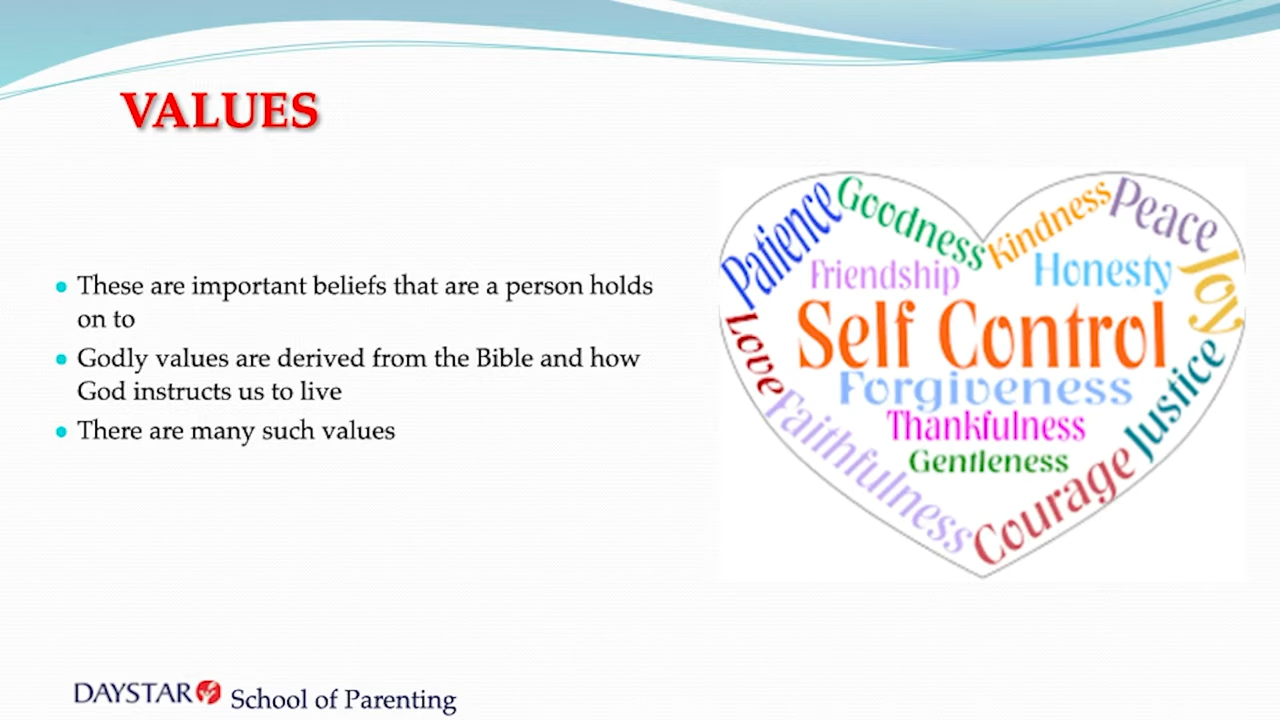 VALUES
These are important beliefs that are a person holds
on to
Godly values are derived from the Bible and how
God instructs us to live
There are many such values
Patience
Goodness
Kindness
Peace
Friendship
Honesty
Joy
Self Control
Love
Forgiveness
Justice
Thankfulness
Faithfulness
Gentleness
Courage
DAYSTAR School of Parenting